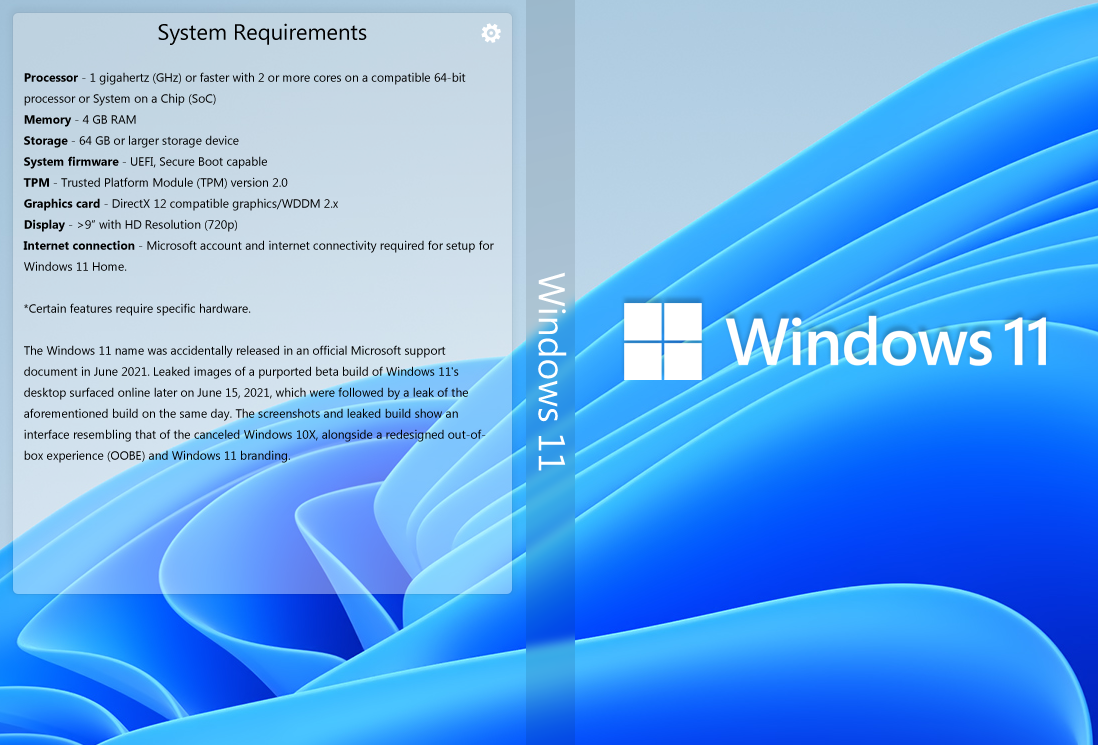 System Requirements
Processor - 1 gigahertz (GHz) or faster with 2 or more cores on a compatible 64-bit
processor or System on a Chip (SoC)
Memory - 4 GB RAM
Storage - 64 GB or larger storage device
System firmware - UEFI, Secure Boot capable
TPM - Trusted Platform Module (TPM) version 2.0
Graphics card - DirectX 12 compatible graphics/WDDM 2.x
Display - >9” with HD Resolution (720p)
Internet connection - Microsoft account and internet connectivity required for setup for
Windows 11 Home.
*Certain features require specific hardware.
The Windows 11 name was accidentally released in an official Microsoft support
document in June 2021. Leaked images of a purported beta build of Windows 11's
desktop surfaced online later on June 15, 2021, which were followed by a leak of the
aforementioned build on the same day. The screenshots and leaked build show an
interface resembling that of the canceled Windows 10X, alongside a redesigned out-of-
box experience (OOBE) and Windows 11 branding.
Windows 11
Windows 11